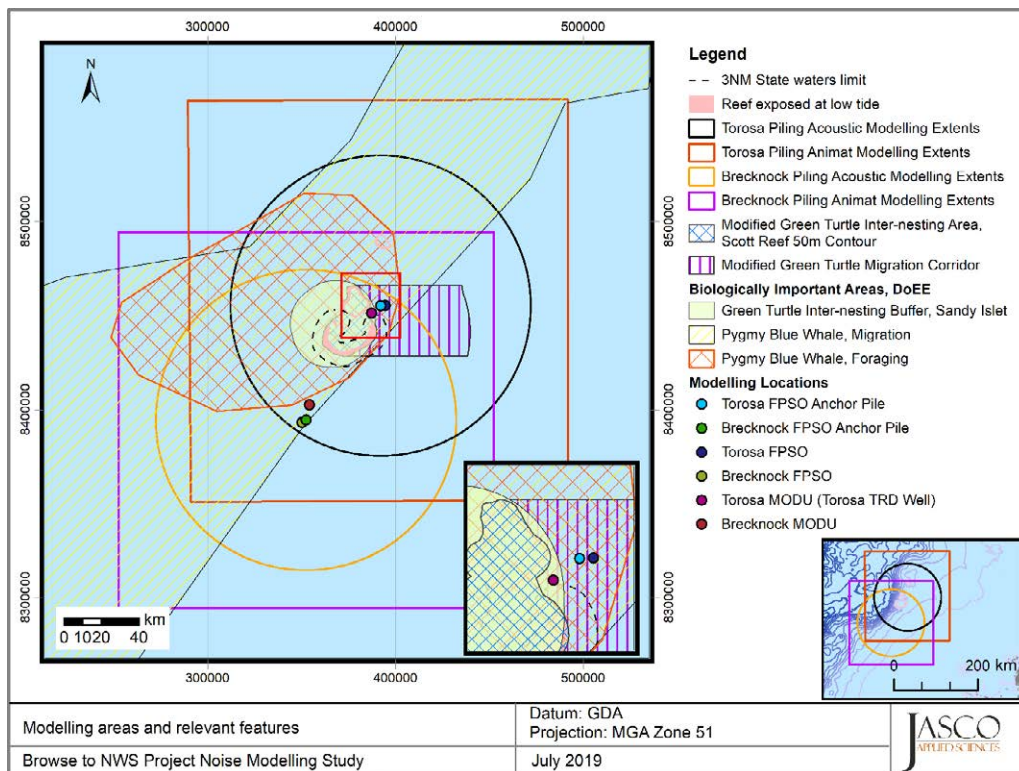 300000
400000
500000
N
8500000
8400000
8300000
8500000
8400000
8300000
0 1020 40
km
300000
400000
500000
Legend
3NM State waters limit
Reef exposed at low tide
Torosa Piling Acoustic Modelling Extents
Torosa Piling Animat Modelling Extents
Brecknock Piling Acoustic Modelling Extents
Brecknock Piling Animat Modelling Extents
Modified Green Turtle Inter-nesting Area,
Scott Reef 50m Contour
Modified Green Turtle Migration Corridor
Biologically Important Areas, DoEE
Green Turtle Inter-nesting Buffer, Sandy Islet
Pygmy Blue Whale, Migration
Pygmy Blue Whale, Foraging
Modelling Locations
Torosa FPSO Anchor Pile
Brecknock FPSO Anchor Pile
Torosa FPSO
Brecknock FPSO
Torosa MODU (Torosa TRD Well)
Brecknock MODU
0 200 km
Modelling areas and relevant features
Browse to NWS Project Noise Modelling Study
Datum: GDA
Projection: MGA Zone 51
July 2019
JASCO
APPLIED SCIENCES